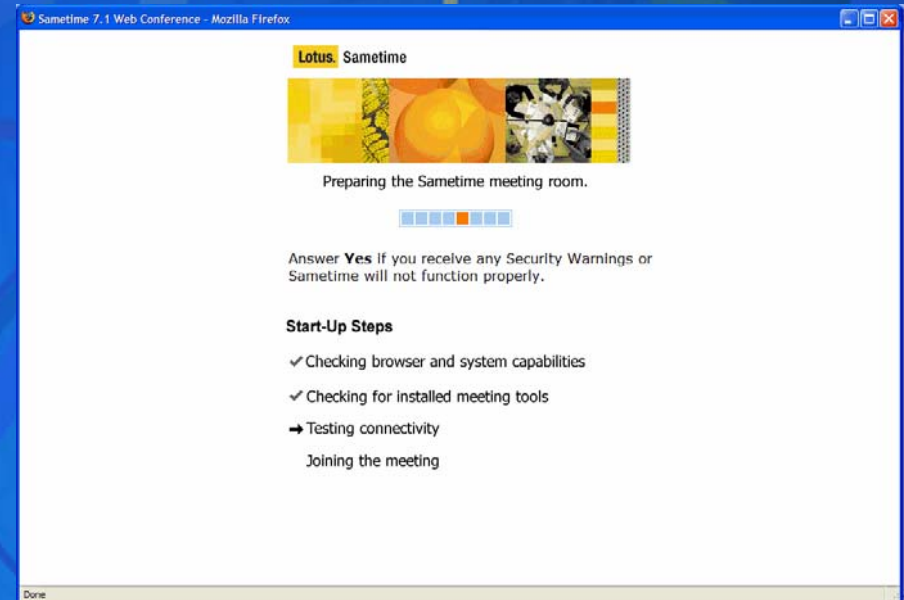 Sametime 7.1 Web Conference - Mozilla Firefox
Lotus. Sametime
Preparing the Sametime meeting room.
Answer Yes if you receive any Security Warnings or
Sametime will not function properly.
Start-Up Steps
Checking browser and system capabilities
Checking for installed meeting tools
Testing connectivity
Joining the meeting
Done